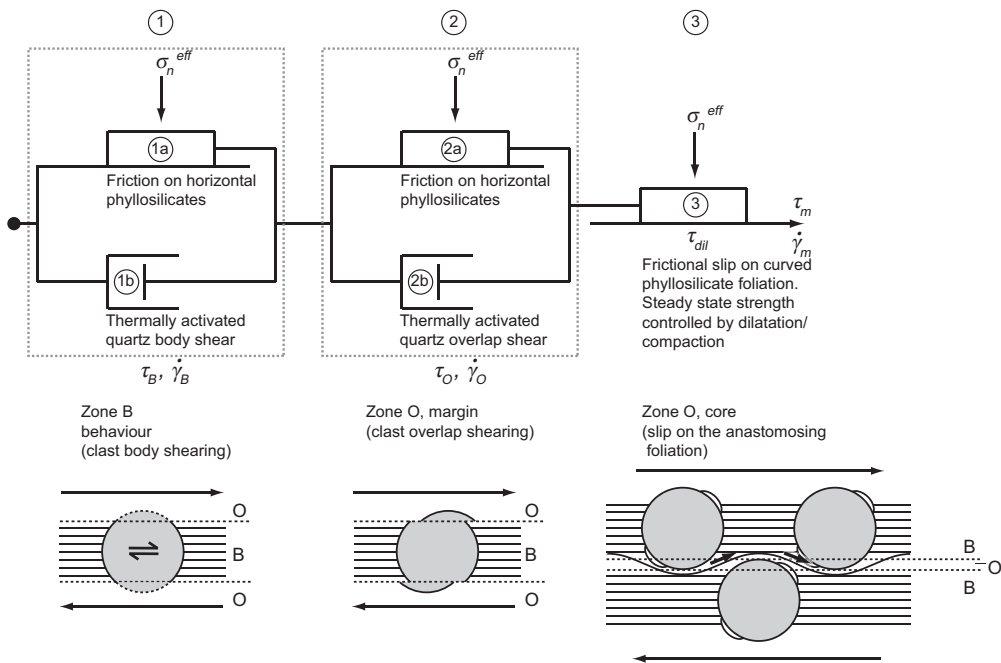 1
2
3
σn^eff
σn^eff
σn^eff
1a
2a
3
Friction on horizontal
phyllosilicates
Friction on horizontal
phyllosilicates
τdil
τm
γ̇m
1b
2b
Thermally activated
quartz body shear
Thermally activated
quartz overlap shear
Frictional slip on curved
phyllosilicate foliation.
Steady state strength
controlled by dilatation/
compaction
τB, γ̇B
τO, γ̇O
Zone B
behaviour
(clast body shearing)
Zone O, margin
(clast overlap shearing)
Zone O, core
(slip on the anastomosing
foliation)
O
B
O
O
B
O
B
O
B